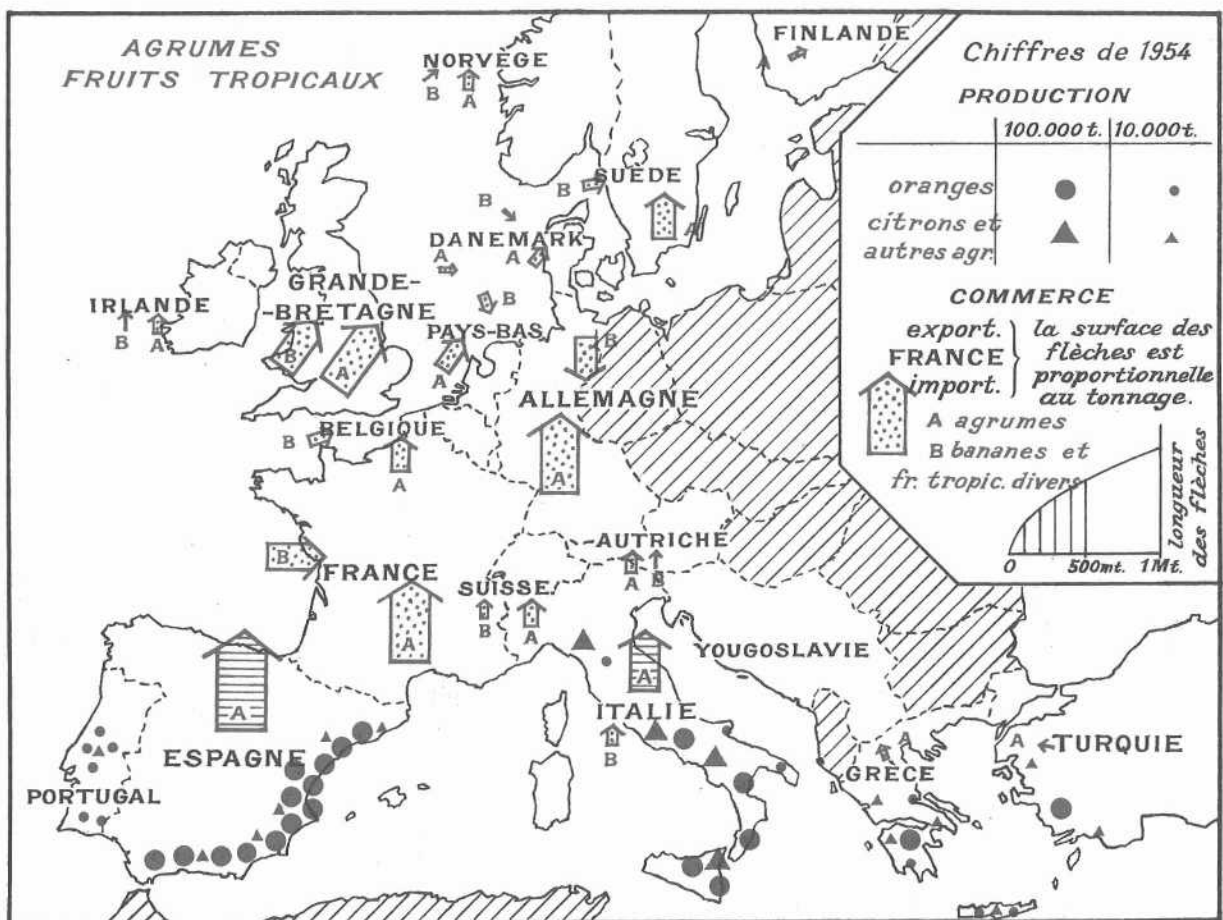 AGRUMES
FRUITS TROPICAUX
NORVÈGE
B
A
FINLANDE
A
B
SUÈDE
A
B
DANEMARK
A
A
B
GRANDE-
-BRETAGNE
B
A
IRLANDE
B
A
PAYS-BAS
A
B
ALLEMAGNE
A
BELGIQUE
B
A
B
FRANCE
A
SUISSE
B
A
AUTRICHE
A
B
YOUGOSLAVIE
A
ITALIE
B
A
ESPAGNE
PORTUGAL
A
GRÈCE
A
TURQUIE
Chiffres de 1954
PRODUCTION
100.000 t. 10.000 t.
oranges
citrons et
autres agr.
COMMERCE
export.
FRANCE
import.
la surface des
flèches est
proportionnelle
au tonnage.
A agrumes
B bananes et
fr. tropic. divers
0 500mt. 1Mt.
longueur
des flèches